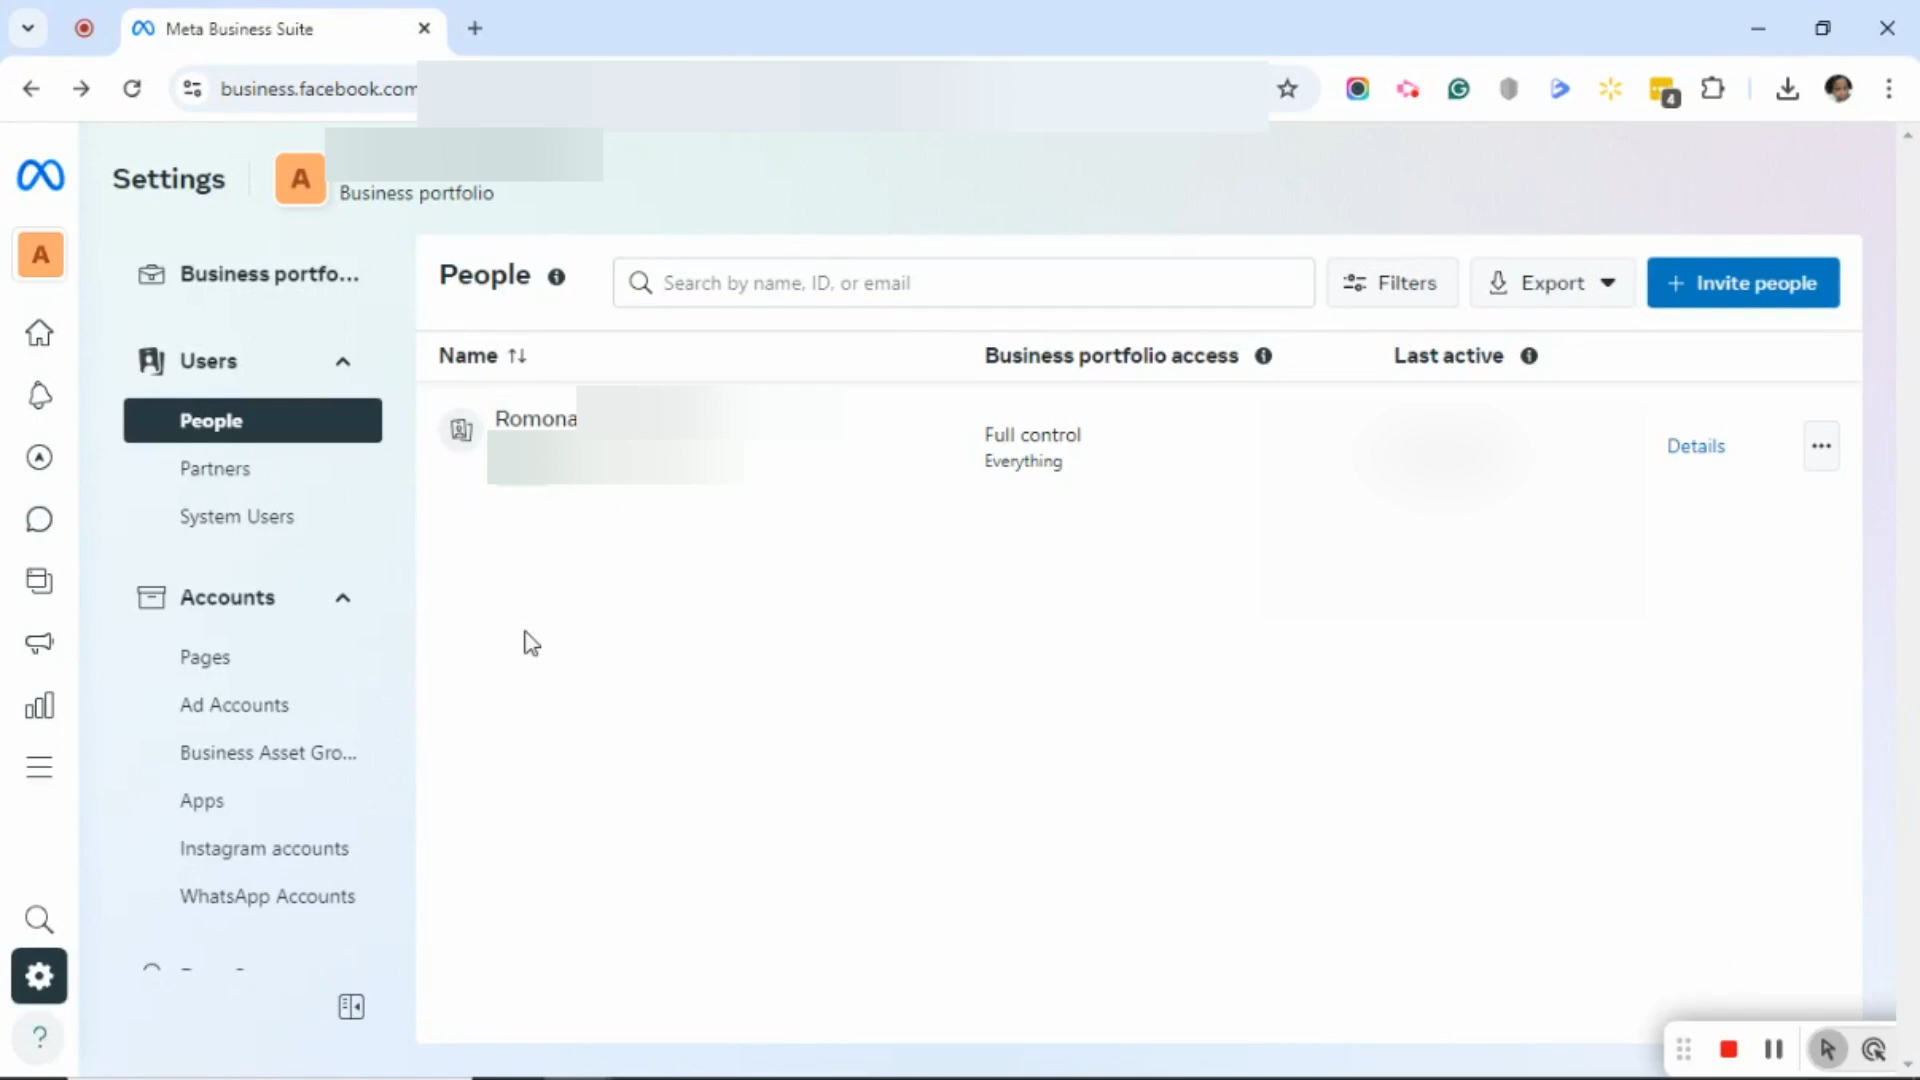 Meta Business Suite
business.facebook.com
4
Settings
A
Business portfolio
A
Business portfo...
Users
People
Partners
System Users
Accounts
Pages
Ad Accounts
Business Asset Gro...
Apps
Instagram accounts
WhatsApp Accounts
?
People
Search by name, ID, or email
Filters
Export
+ Invite people
Name
Business portfolio access
Last active
Romona
Full control
Everything
Details